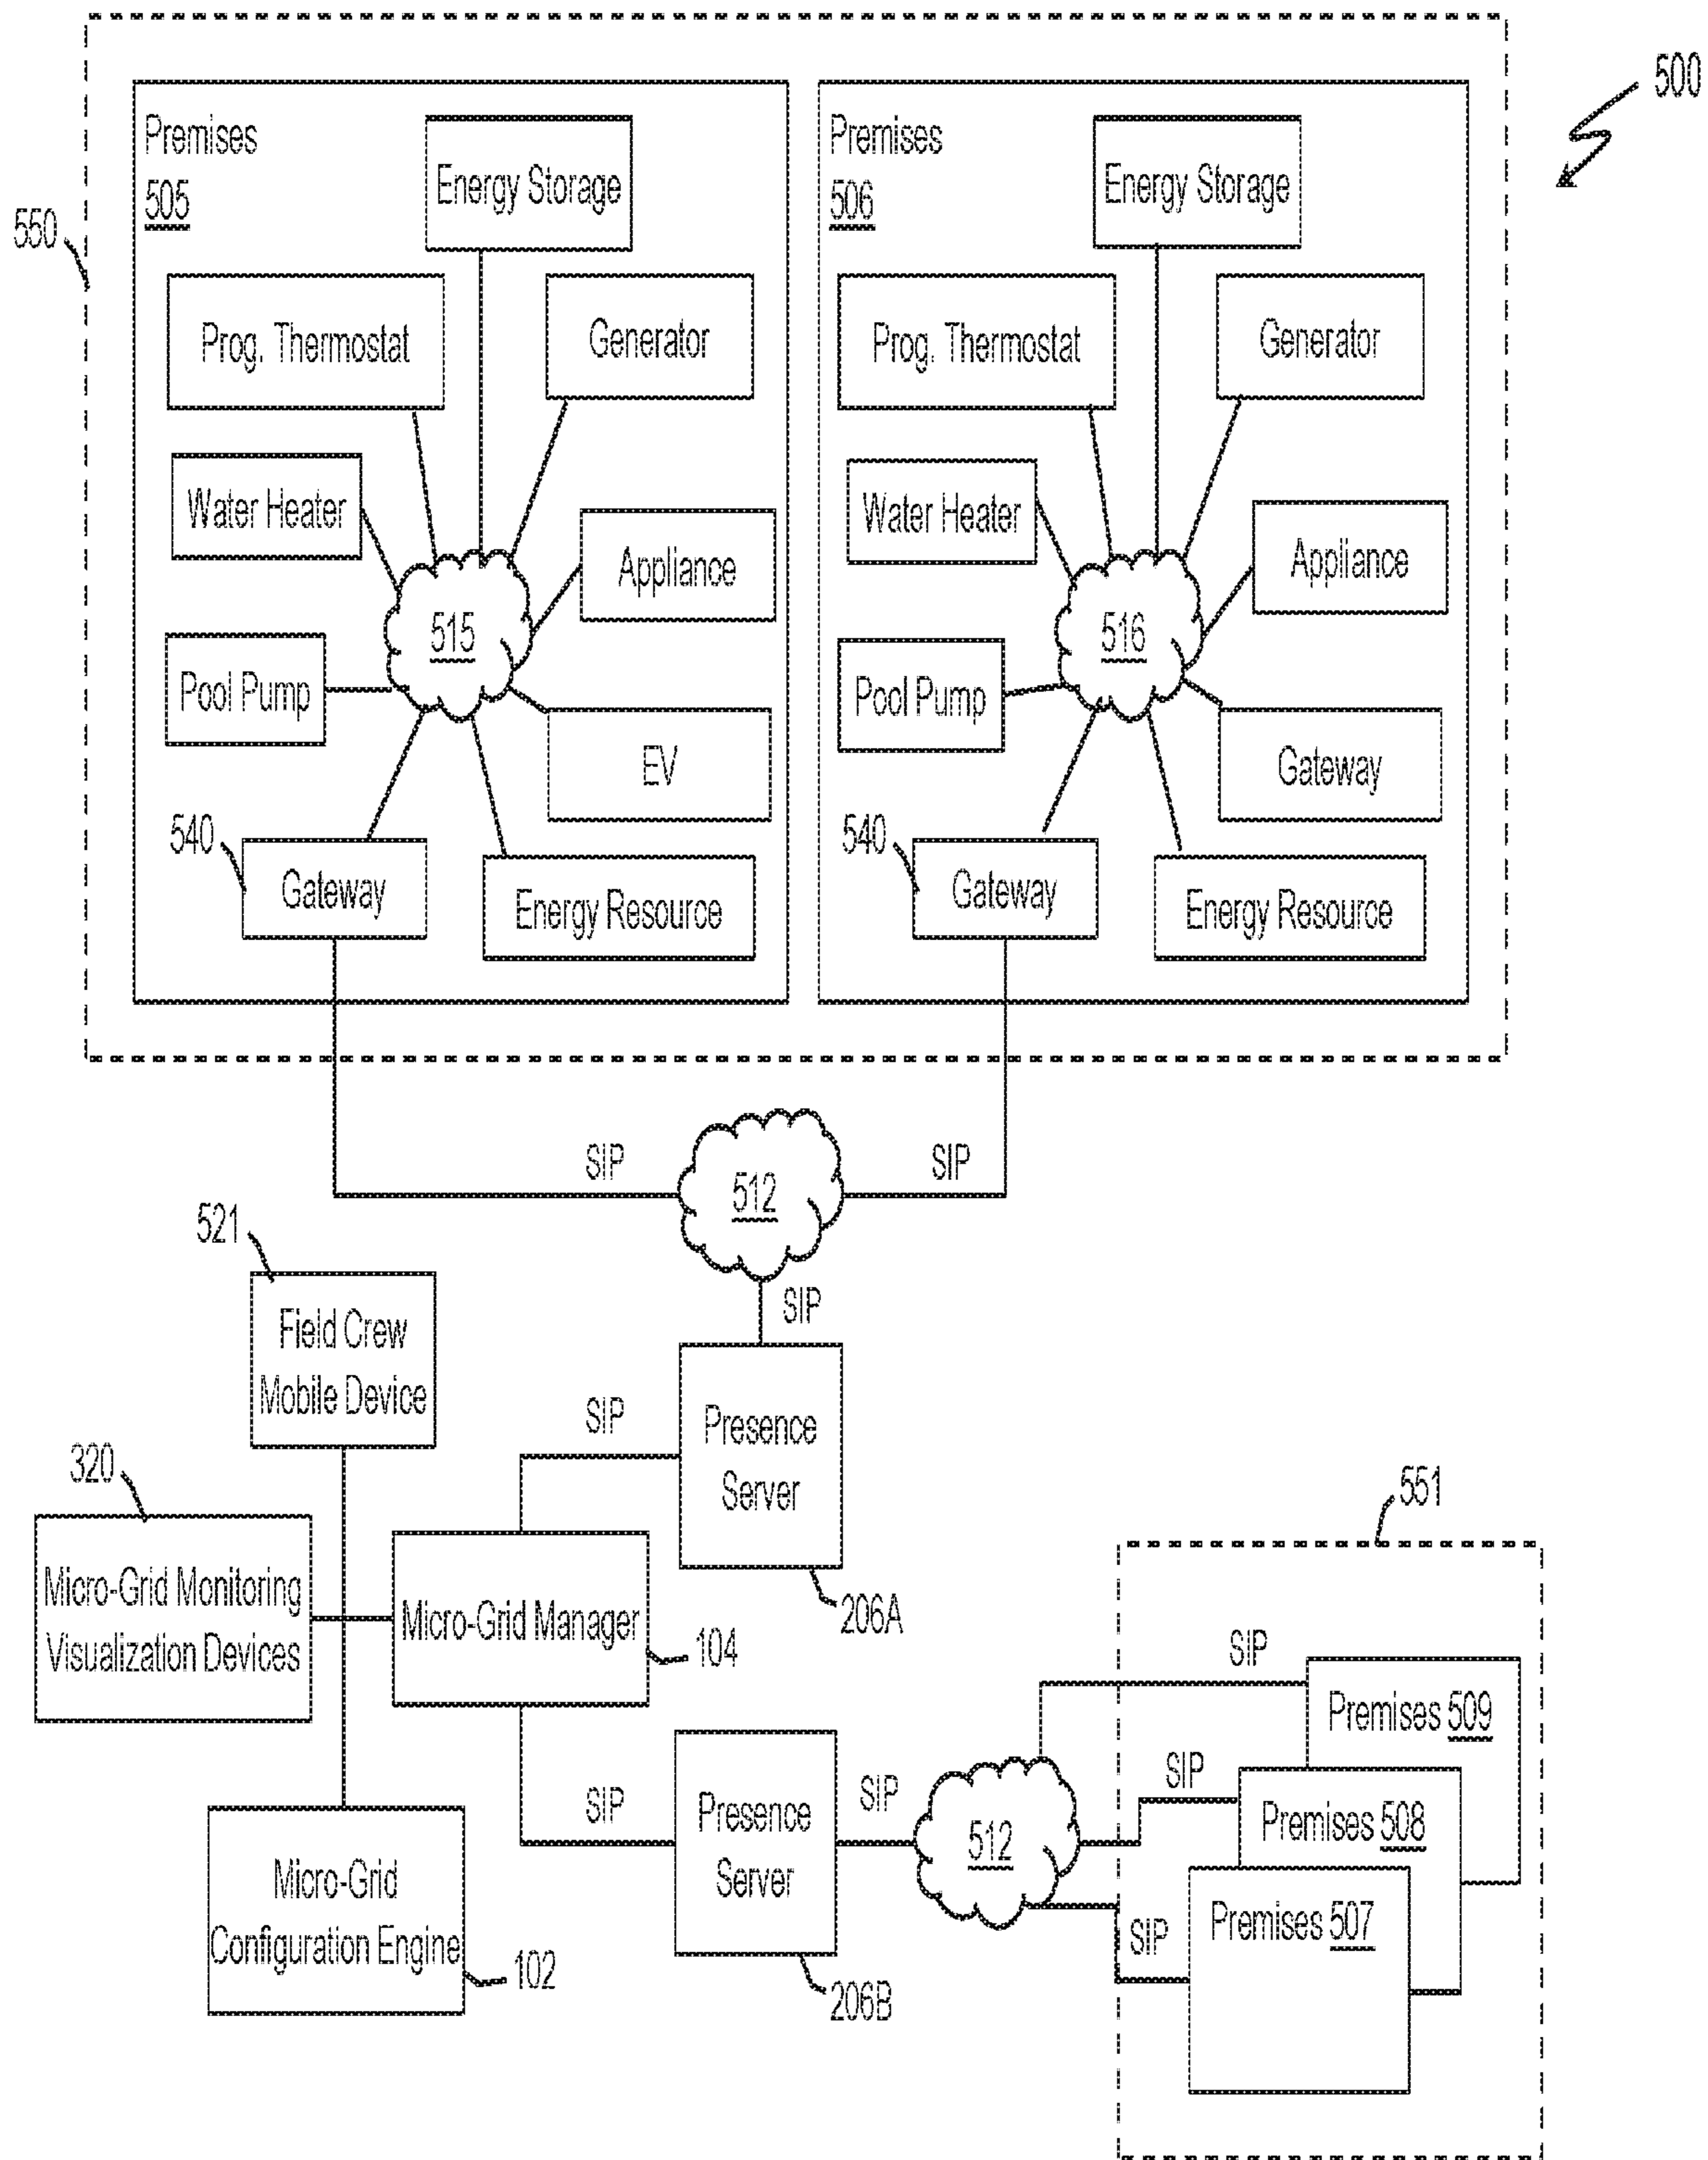 500
550
Premises
505
Energy Storage
Prog. Thermostat
Generator
Water Heater
Appliance
515
Pool Pump
EV
540
Gateway
Energy Resource
Premises
506
Energy Storage
Prog. Thermostat
Generator
Water Heater
Appliance
516
Pool Pump
Gateway
540
Gateway
Energy Resource
SIP
512
SIP
SIP
521
Field Crew
Mobile Device
SIP
Presence
Server
206A
320
Micro-Grid Monitoring
Visualization Devices
Micro-Grid Manager
104
551
SIP
Premises 509
SIP
Premises 508
SIP
Premises 507
SIP
Presence
Server
206B
SIP
512
Micro-Grid
Configuration Engine
102